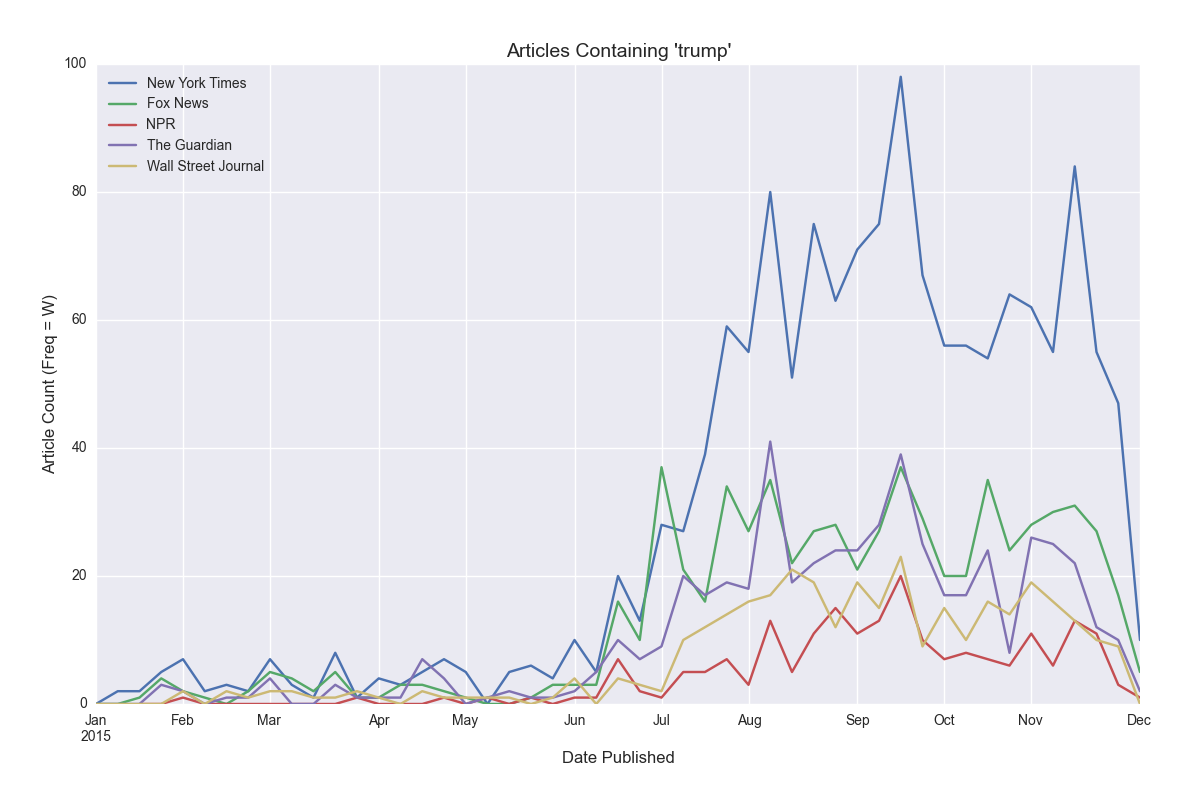 Articles Containing 'trump'
100
New York Times
Fox News
NPR
The Guardian
Wall Street Journal
80
60
40
20
0
Article Count (Freq = W)
Jan Feb Mar Apr May Jun Jul Aug Sep Oct Nov Dec
2015
Date Published